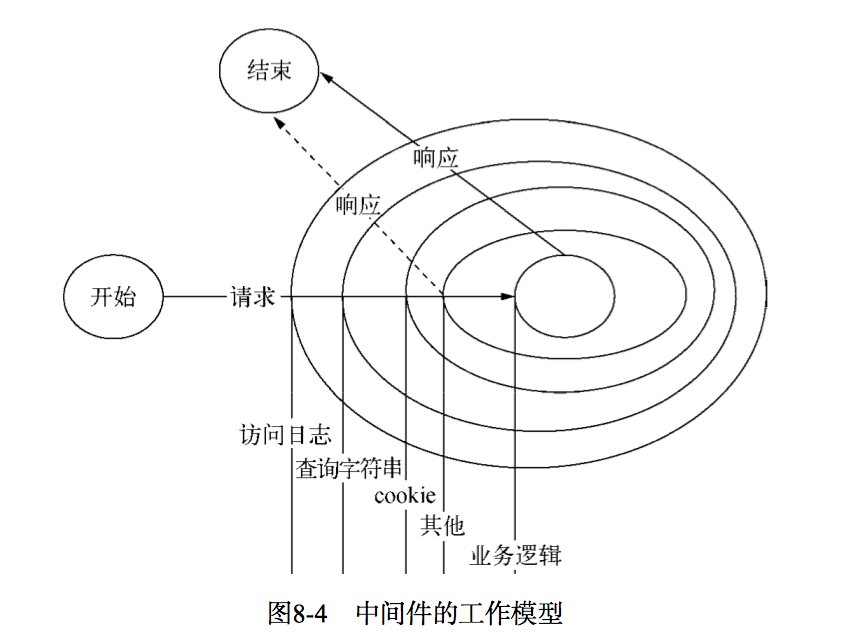 结束
响应
响应
开始
请求
访问日志
查询字符串
cookie
其他
业务逻辑
图8-4 中间件的工作模型